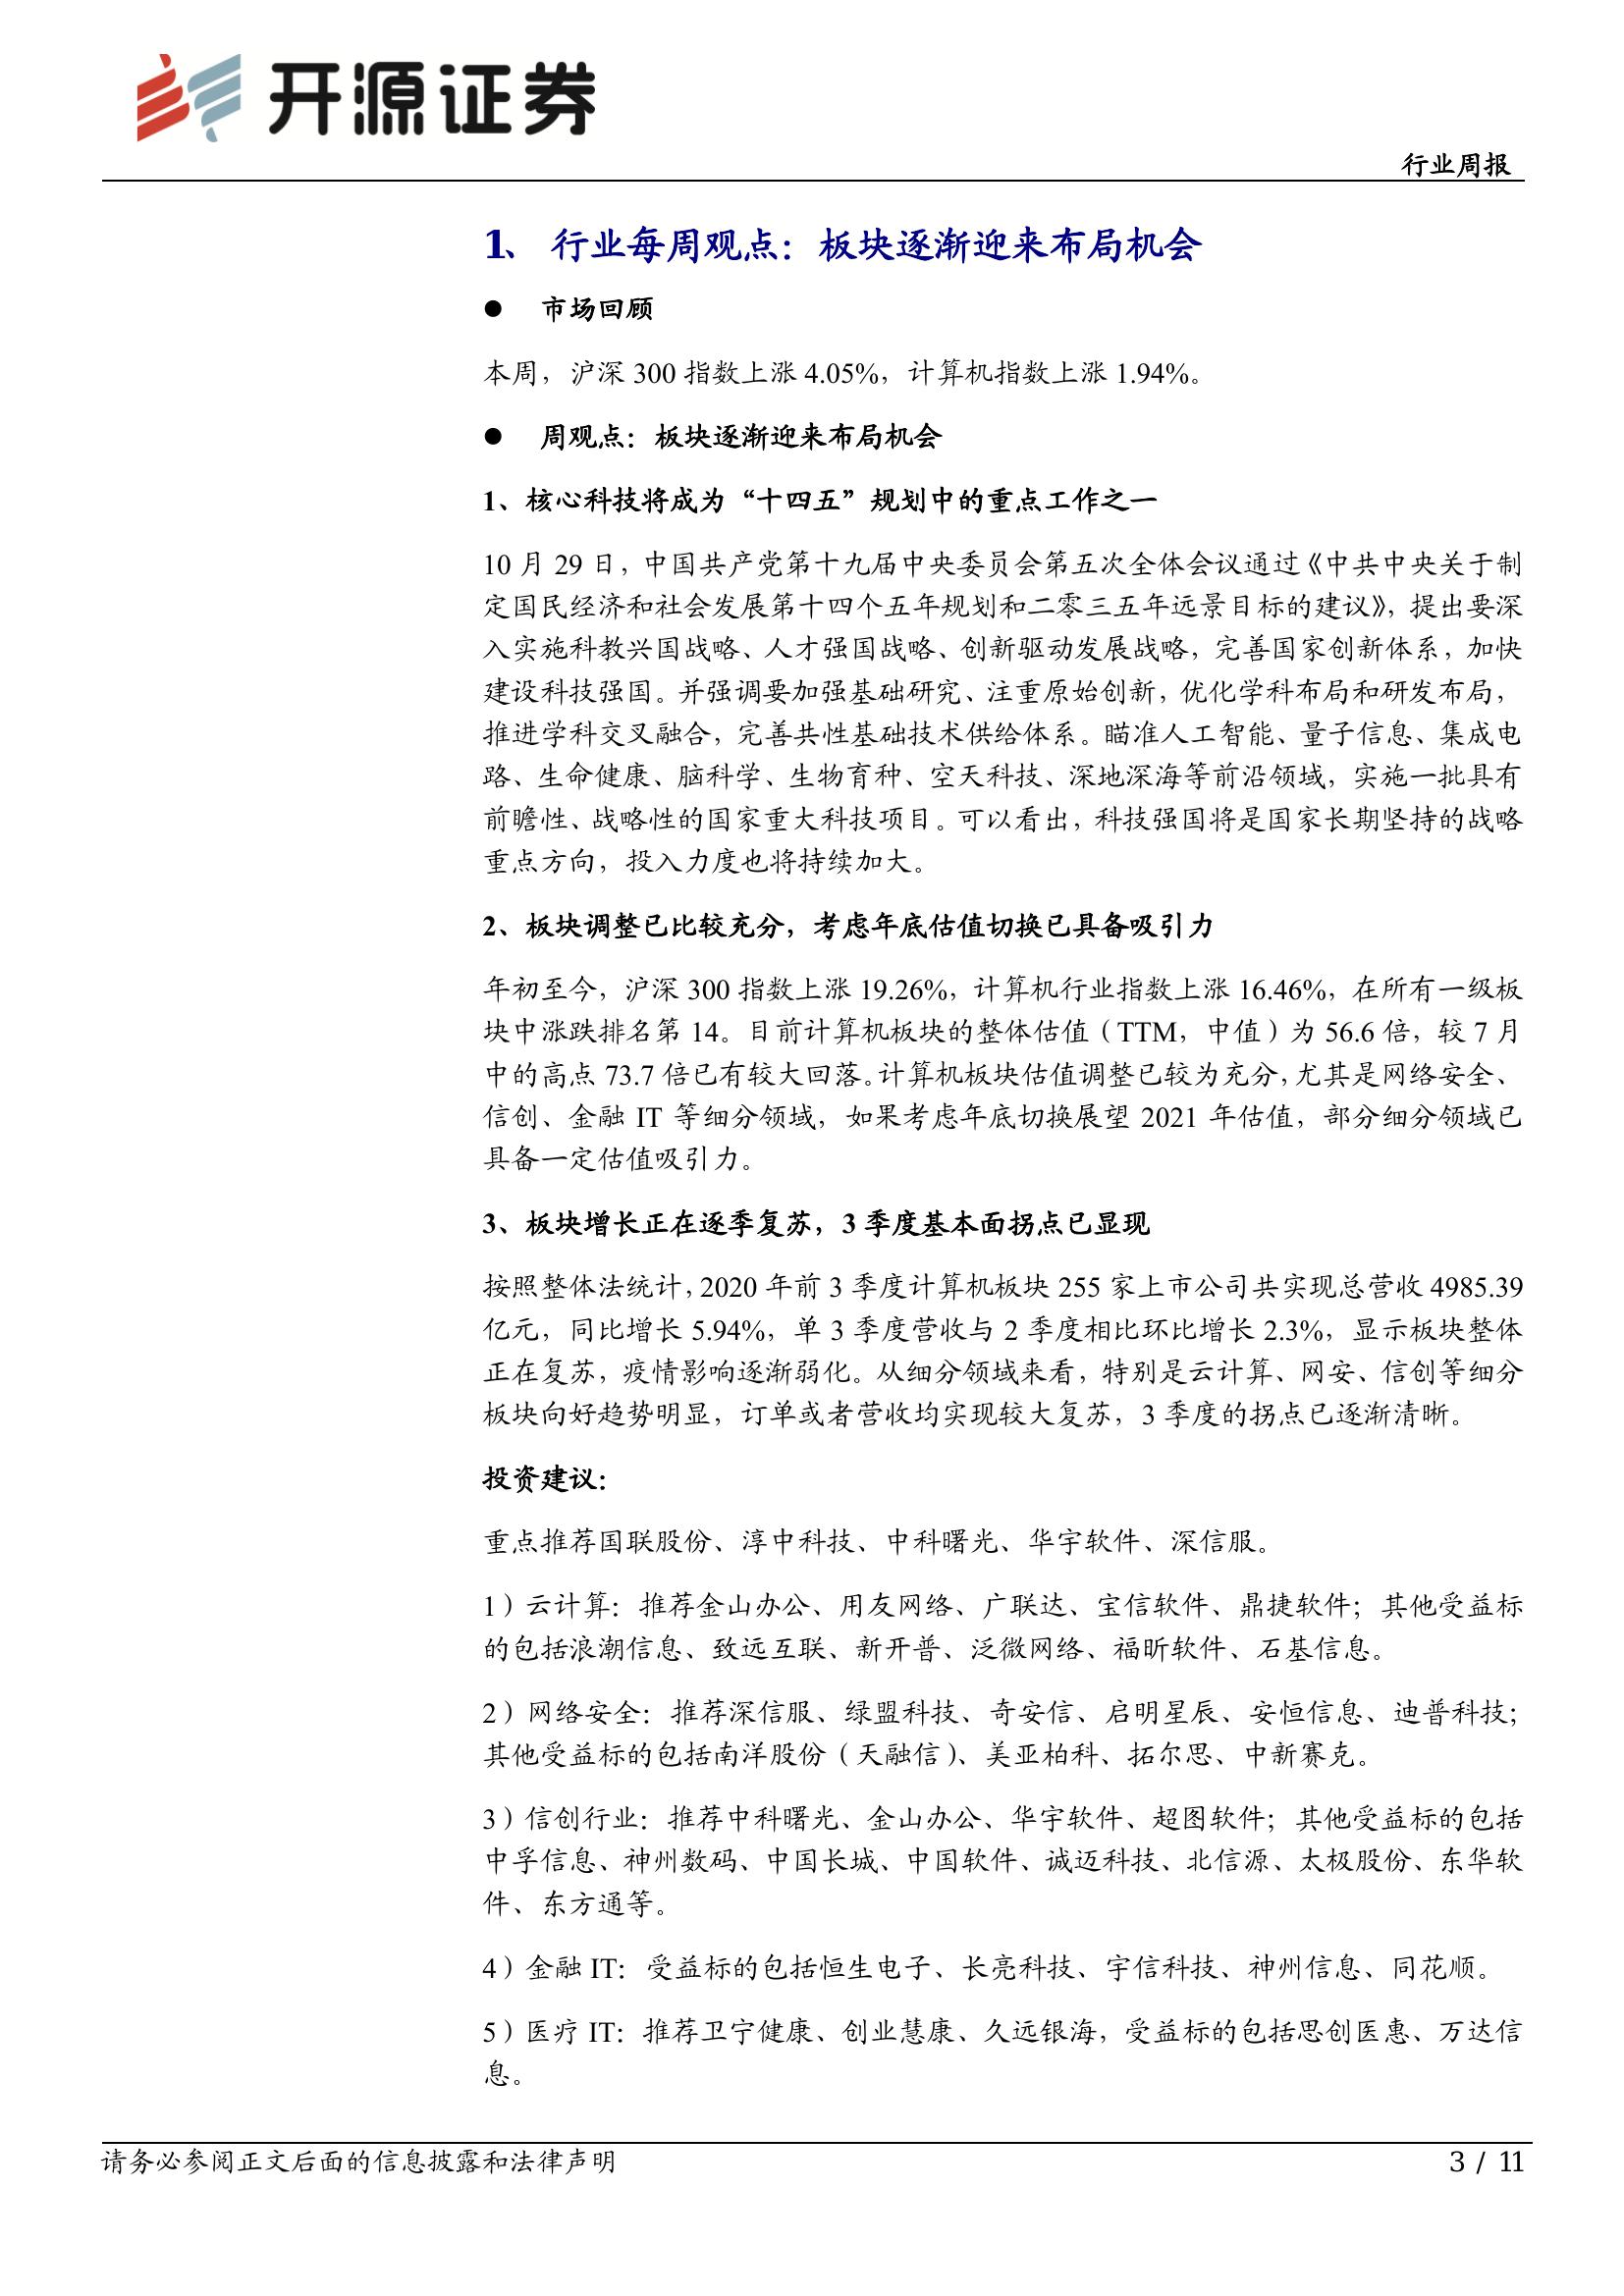 开源证券
行业周报
1、 行业每周观点：板块逐渐迎来布局机会
● 市场回顾
本周，沪深 300 指数上涨 4.05%，计算机指数上涨 1.94%。
● 周观点：板块逐渐迎来布局机会
1、核心科技将成为“十四五”规划中的重点工作之一
10 月 29 日，中国共产党第十九届中央委员会第五次全体会议通过《中共中央关于制
定国民经济和社会发展第十四个五年规划和二零三五年远景目标的建议》，提出要深
入实施科教兴国战略、人才强国战略、创新驱动发展战略，完善国家创新体系，加快
建设科技强国。并强调要加强基础研究、注重原始创新，优化学科布局和研发布局，
推进学科交叉融合，完善共性基础技术供给体系。瞄准人工智能、量子信息、集成电
路、生命健康、脑科学、生物育种、空天科技、深地深海等前沿领域，实施一批具有
前瞻性、战略性的国家重大科技项目。可以看出，科技强国将是国家长期坚持的战略
重点方向，投入力度也将持续加大。
2、板块调整已比较充分，考虑年底估值切换已具备吸引力
年初至今，沪深 300 指数上涨 19.26%，计算机行业指数上涨 16.46%，在所有一级板
块中涨跌排名第 14。目前计算机板块的整体估值（TTM，中值）为 56.6 倍，较 7 月
中的高点 73.7 倍已有较大回落。计算机板块估值调整已较为充分，尤其是网络安全、
信创、金融 IT 等细分领域，如果考虑年底切换展望 2021 年估值，部分细分领域已
具备一定估值吸引力。
3、板块增长正在逐季复苏，3 季度基本面拐点已显现
按照整体法统计，2020 年前 3 季度计算机板块 255 家上市公司共实现总营收 4985.39
亿元，同比增长 5.94%，单 3 季度营收与 2 季度相比环比增长 2.3%，显示板块整体
正在复苏，疫情影响逐渐弱化。从细分领域来看，特别是云计算、网安、信创等细分
板块向好趋势明显，订单或者营收均实现较大复苏，3 季度的拐点已逐渐清晰。
投资建议：
重点推荐国联股份、淳中科技、中科曙光、华宇软件、深信服。
1）云计算：推荐金山办公、用友网络、广联达、宝信软件、鼎捷软件；其他受益标
的包括浪潮信息、致远互联、新开普、泛微网络、福昕软件、石基信息。
2）网络安全：推荐深信服、绿盟科技、奇安信、启明星辰、安恒信息、迪普科技；
其他受益标的包括南洋股份（天融信）、美亚柏科、拓尔思、中新赛克。
3）信创行业：推荐中科曙光、金山办公、华宇软件、超图软件；其他受益标的包括
中孚信息、神州数码、中国长城、中国软件、诚迈科技、北信源、太极股份、东华软
件、东方通等。
4）金融 IT：受益标的包括恒生电子、长亮科技、宇信科技、神州信息、同花顺。
5）医疗 IT：推荐卫宁健康、创业慧康、久远银海，受益标的包括思创医惠、万达信
息。
请务必参阅正文后面的信息披露和法律声明
3 / 11